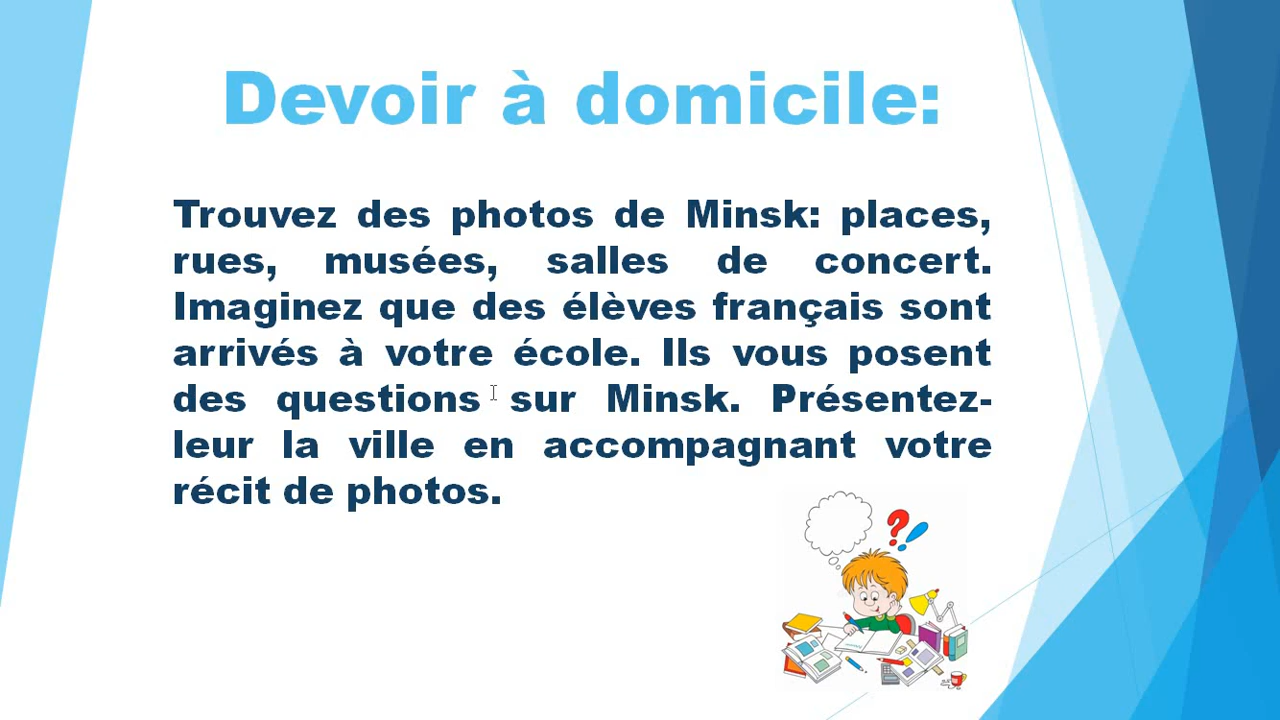 Devoir à domicile:
Trouvez des photos de Minsk: places,
rues, musées, salles de concert.
Imaginez que des élèves français sont
arrivés à votre école. Ils vous posent
des questions sur Minsk. Présentez-
leur la ville en accompagnant votre
récit de photos.